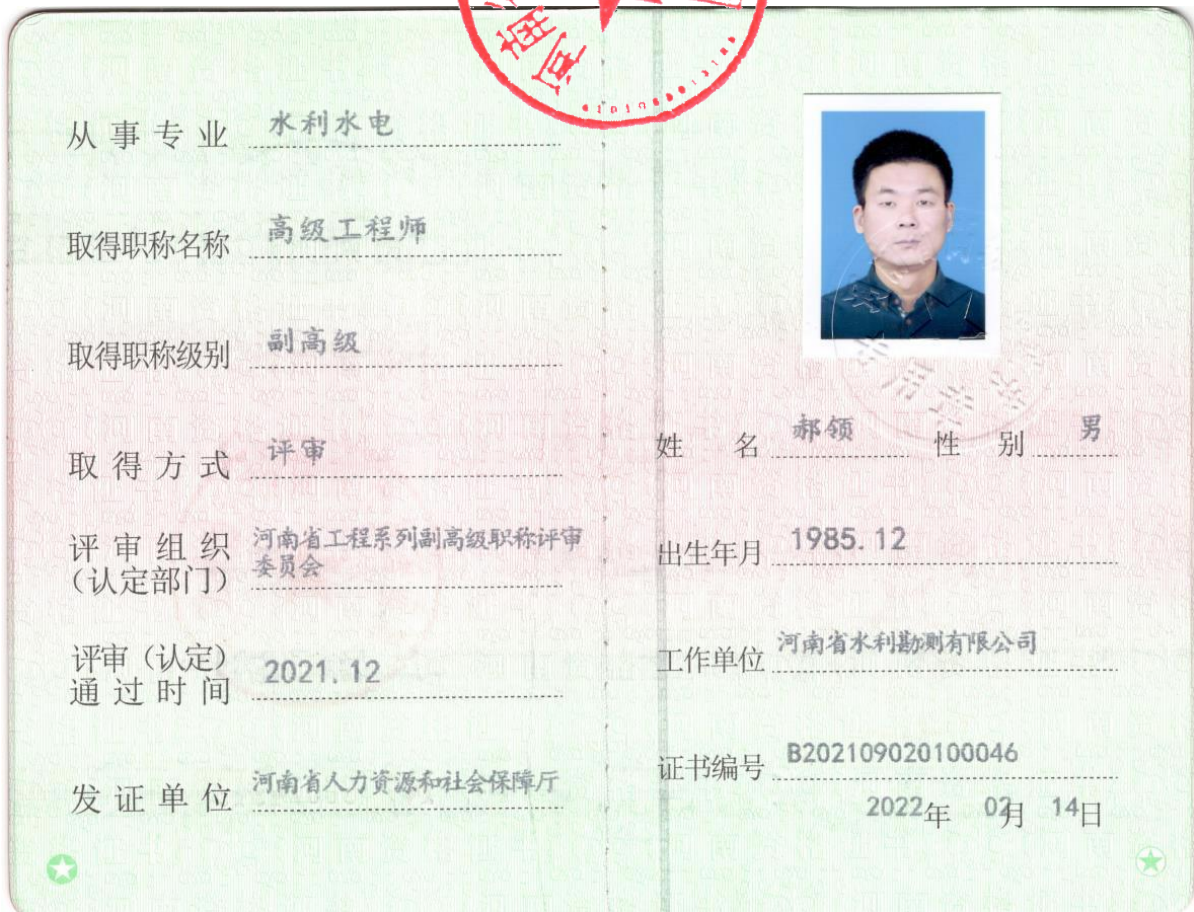 从事专业 水利水电
取得职称名称 高级工程师
取得职称级别 副高级
取得方式 评审
评审组织 河南省工程系列副高级职称评审
（认定部门） 委员会
评审（认定）
通过时间 2021.12
发证单位 河南省人力资源和社会保障厅
姓名 郝领 性别 男
出生年月 1985.12
工作单位 河南省水利勘测有限公司
证书编号 B202109020100046
2022年 02月 14日